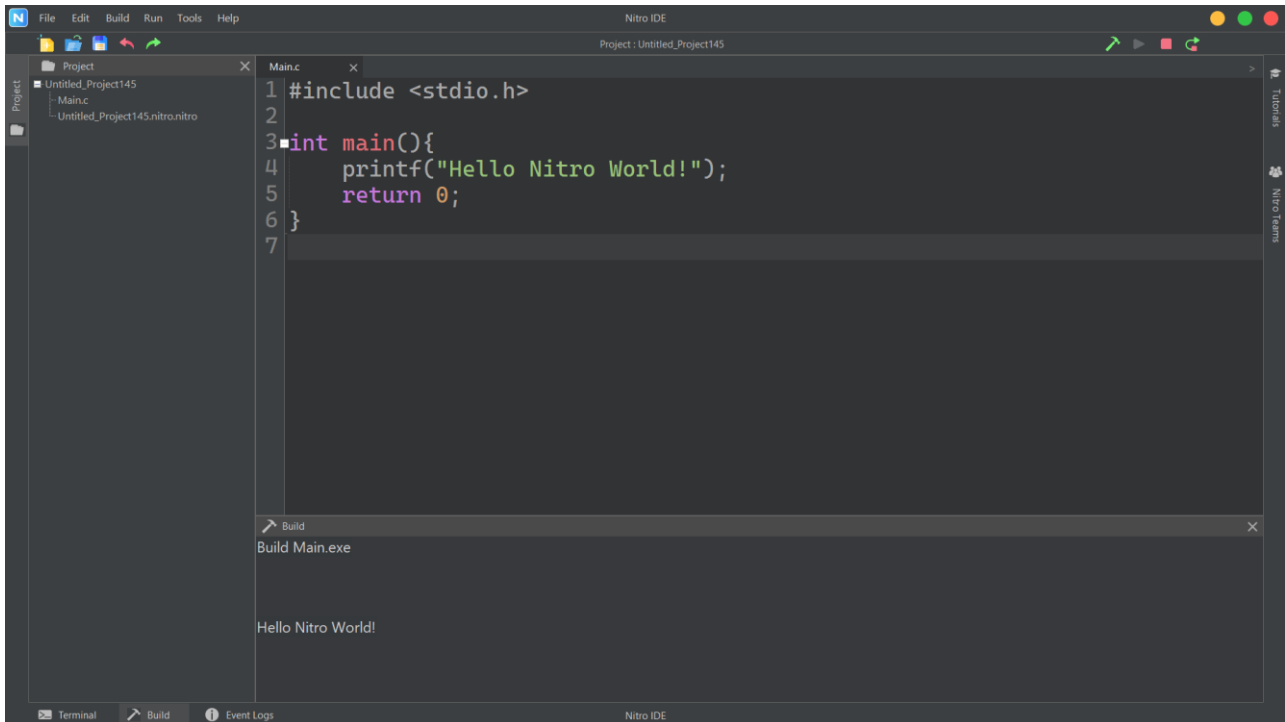 N File Edit Build Run Tools Help Nitro IDE
Project : Untitled_Project145
Project
Project
Untitled_Project145
Main.c
Untitled_Project145.nitro.nitro
Main.c
>
1 #include <stdio.h>
2
3 int main(){
4     printf("Hello Nitro World!");
5     return 0;
6 }
7
Tutorials
Nitro Teams
Build
Build Main.exe
Hello Nitro World!
Terminal Build Event Logs Nitro IDE